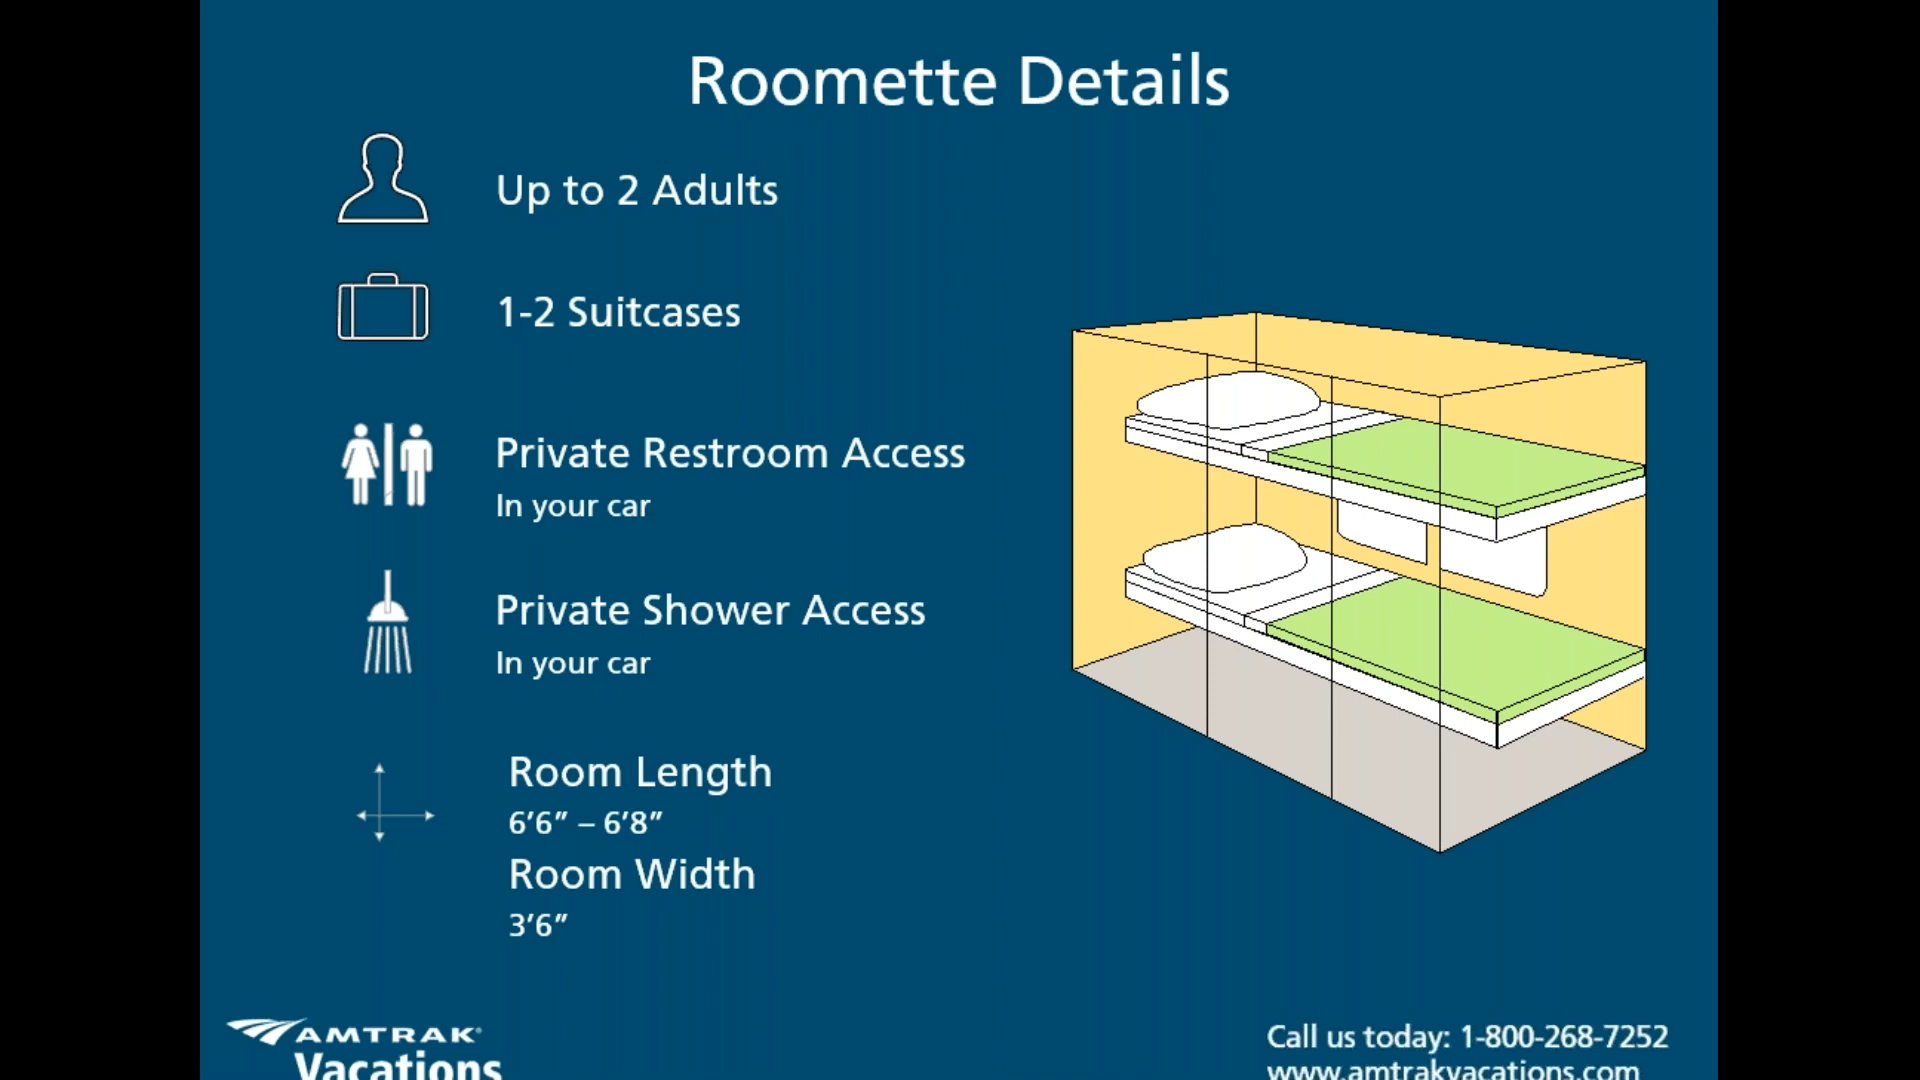 Roomette Details
Up to 2 Adults
1-2 Suitcases
Private Restroom Access
In your car
Private Shower Access
In your car
Room Length
6’6” – 6’8”
Room Width
3’6”
AMTRAK®
Vacations
Call us today: 1-800-268-7252
www.amtrakvacations.com